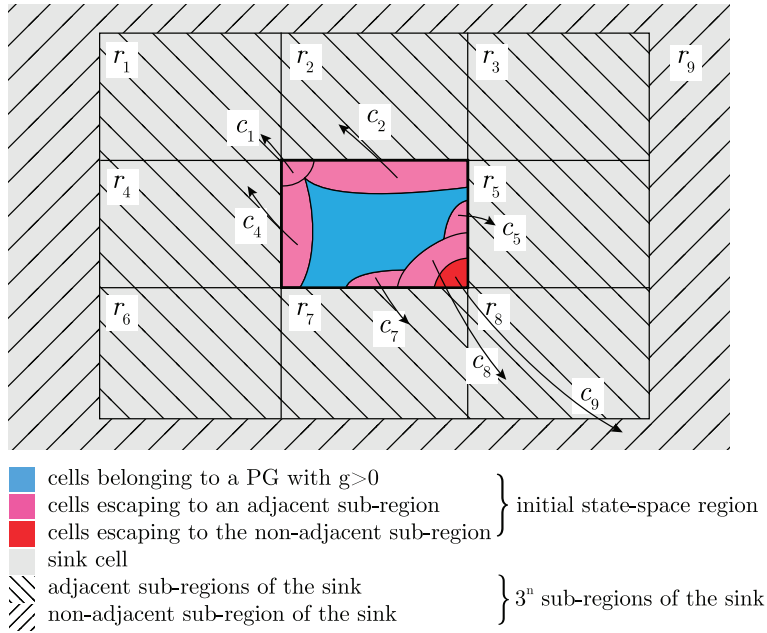 r₁ r₂ r₃ r₉
c₁ c₂
r₄ r₅
c₄ c₅
r₆ r₇ r₈
c₇
c₈
c₉
cells belonging to a PG with g>0
cells escaping to an adjacent sub-region
initial state-space region
cells escaping to the non-adjacent sub-region
sink cell
adjacent sub-regions of the sink
3ⁿ sub-regions of the sink
non-adjacent sub-region of the sink